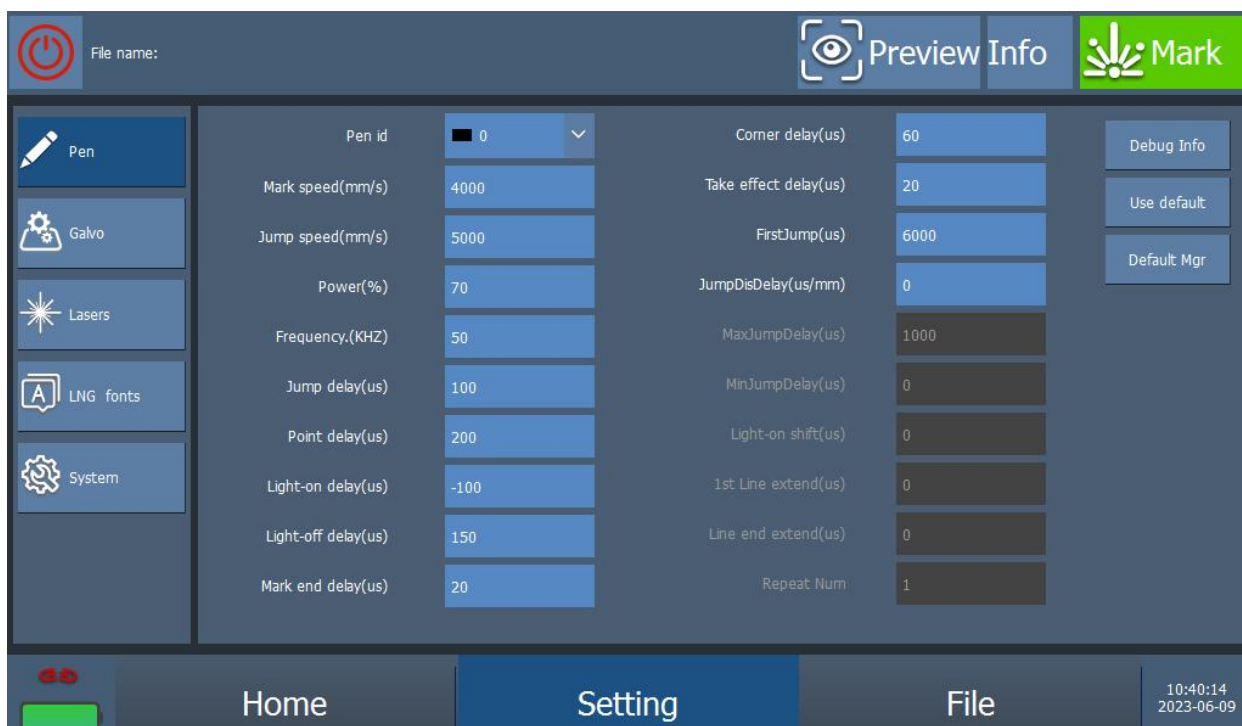 File name:
Preview
Info
Mark
Pen
Galvo
Lasers
LNG fonts
System
Pen id
0
Mark speed(mm/s)
4000
Jump speed(mm/s)
5000
Power(%)
70
Frequency.(KHZ)
50
Jump delay(us)
100
Point delay(us)
200
Light-on delay(us)
-100
Light-off delay(us)
150
Mark end delay(us)
20
Corner delay(us)
60
Take effect delay(us)
20
FirstJump(us)
6000
JumpDisDelay(us/mm)
0
MaxJumpDelay(us)
1000
MinJumpDelay(us)
0
Light-on shift(us)
0
1st Line extend(us)
0
Line end extend(us)
0
Repeat Num
1
Debug Info
Use default
Default Mgr
A
Home
Setting
File
10:40:14
2023-06-09